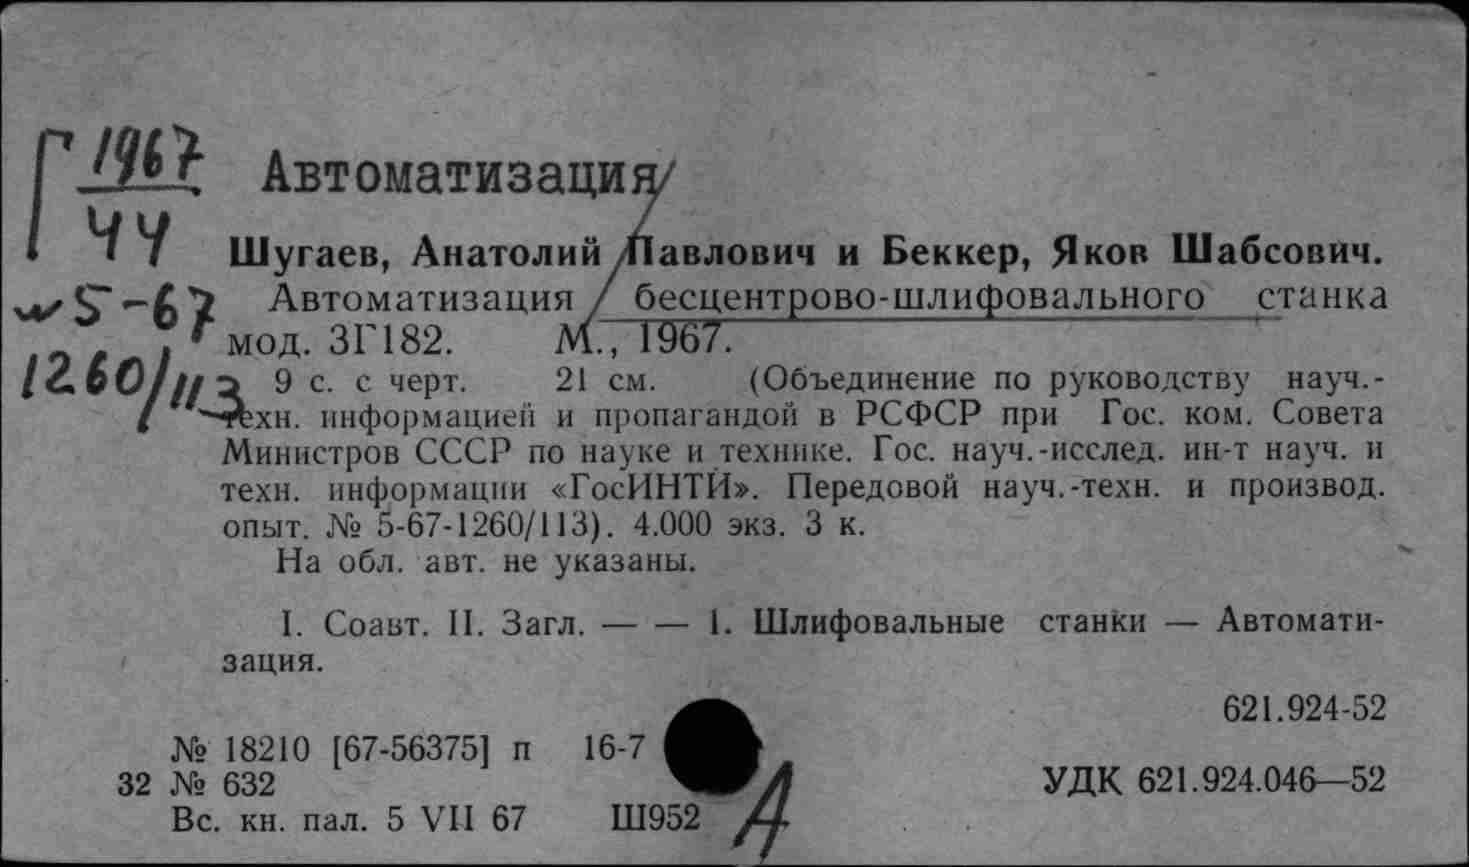 Г 1967 Автоматизация
44
Шугаев, Анатолий Павлович и Беккер, Яков Шабсович.
№ 5-67 Автоматизация бесцентрово-шлифовального станка
мод. 3Г182. М., 1967.
1260/113 9 с. с черт. 21 см. (Объединение по руководству науч.-
техн. информацией и пропагандой в РСФСР при Гос. ком. Совета
Министров СССР по науке и технике. Гос. науч.-исслед. ин-т науч. и
техн. информации «ГосИНТИ». Передовой науч.-техн. и производ.
опыт. № 5-67-1260/113). 4.000 экз. 3 к.
На обл. авт. не указаны.
I. Соавт. II. Загл. — — 1. Шлифовальные станки — Автомати-
зация.
621.924-52
№ 18210 [67-56375] п 16-7
32 № 632 УДК 621.924.046—52
Вс. кн. пал. 5 VII 67 Ш952 А